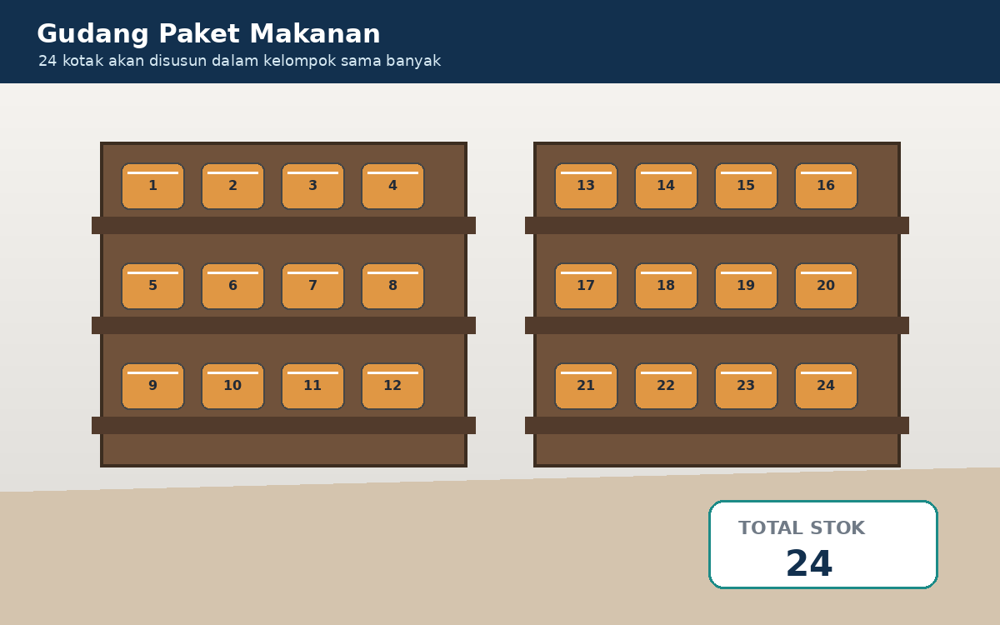 Gudang Paket Makanan
24 kotak akan disusun dalam kelompok sama banyak
1 2 3 4
13 14 15 16
5 6 7 8
17 18 19 20
9 10 11 12
21 22 23 24
TOTAL STOK
24